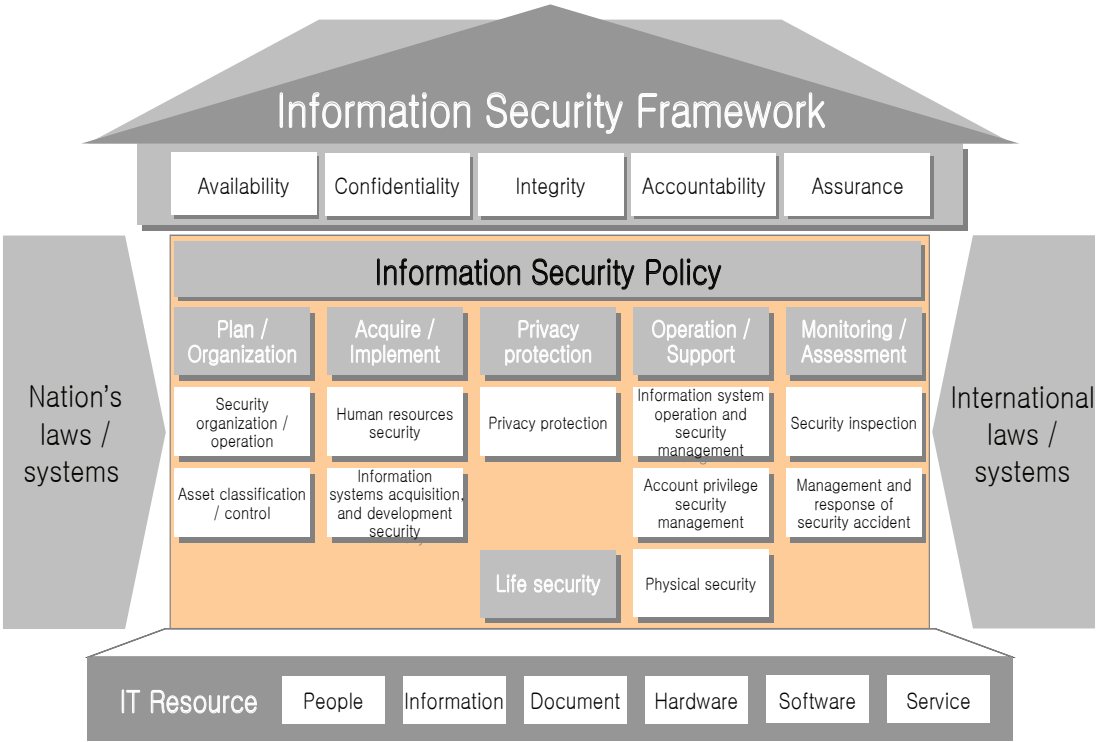 Information Security Framework
Availability
Confidentiality
Integrity
Accountability
Assurance
Information Security Policy
Nation's
laws /
systems
Plan /
Organization
Security
organization /
operation
Asset classification
/ control
Acquire /
Implement
Human resources
security
Information
systems acquisition,
and development
security
Privacy
protection
Privacy protection
Life security
Operation /
Support
Information system
operation and
security
management
Account privilege
security
management
Physical security
Monitoring /
Assessment
Security inspection
Management and
response of
security accident
International
laws /
systems
IT Resource
People
Information
Document
Hardware
Software
Service